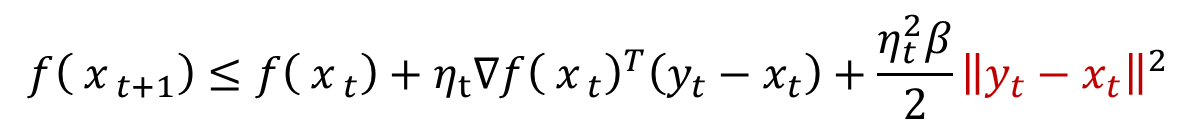 f( x_{t+1}) ≤ f( x_t) + η_t∇f( x_t)^T(y_t − x_t) + \frac{η_t^2 β}{2}‖y_t − x_t‖^2